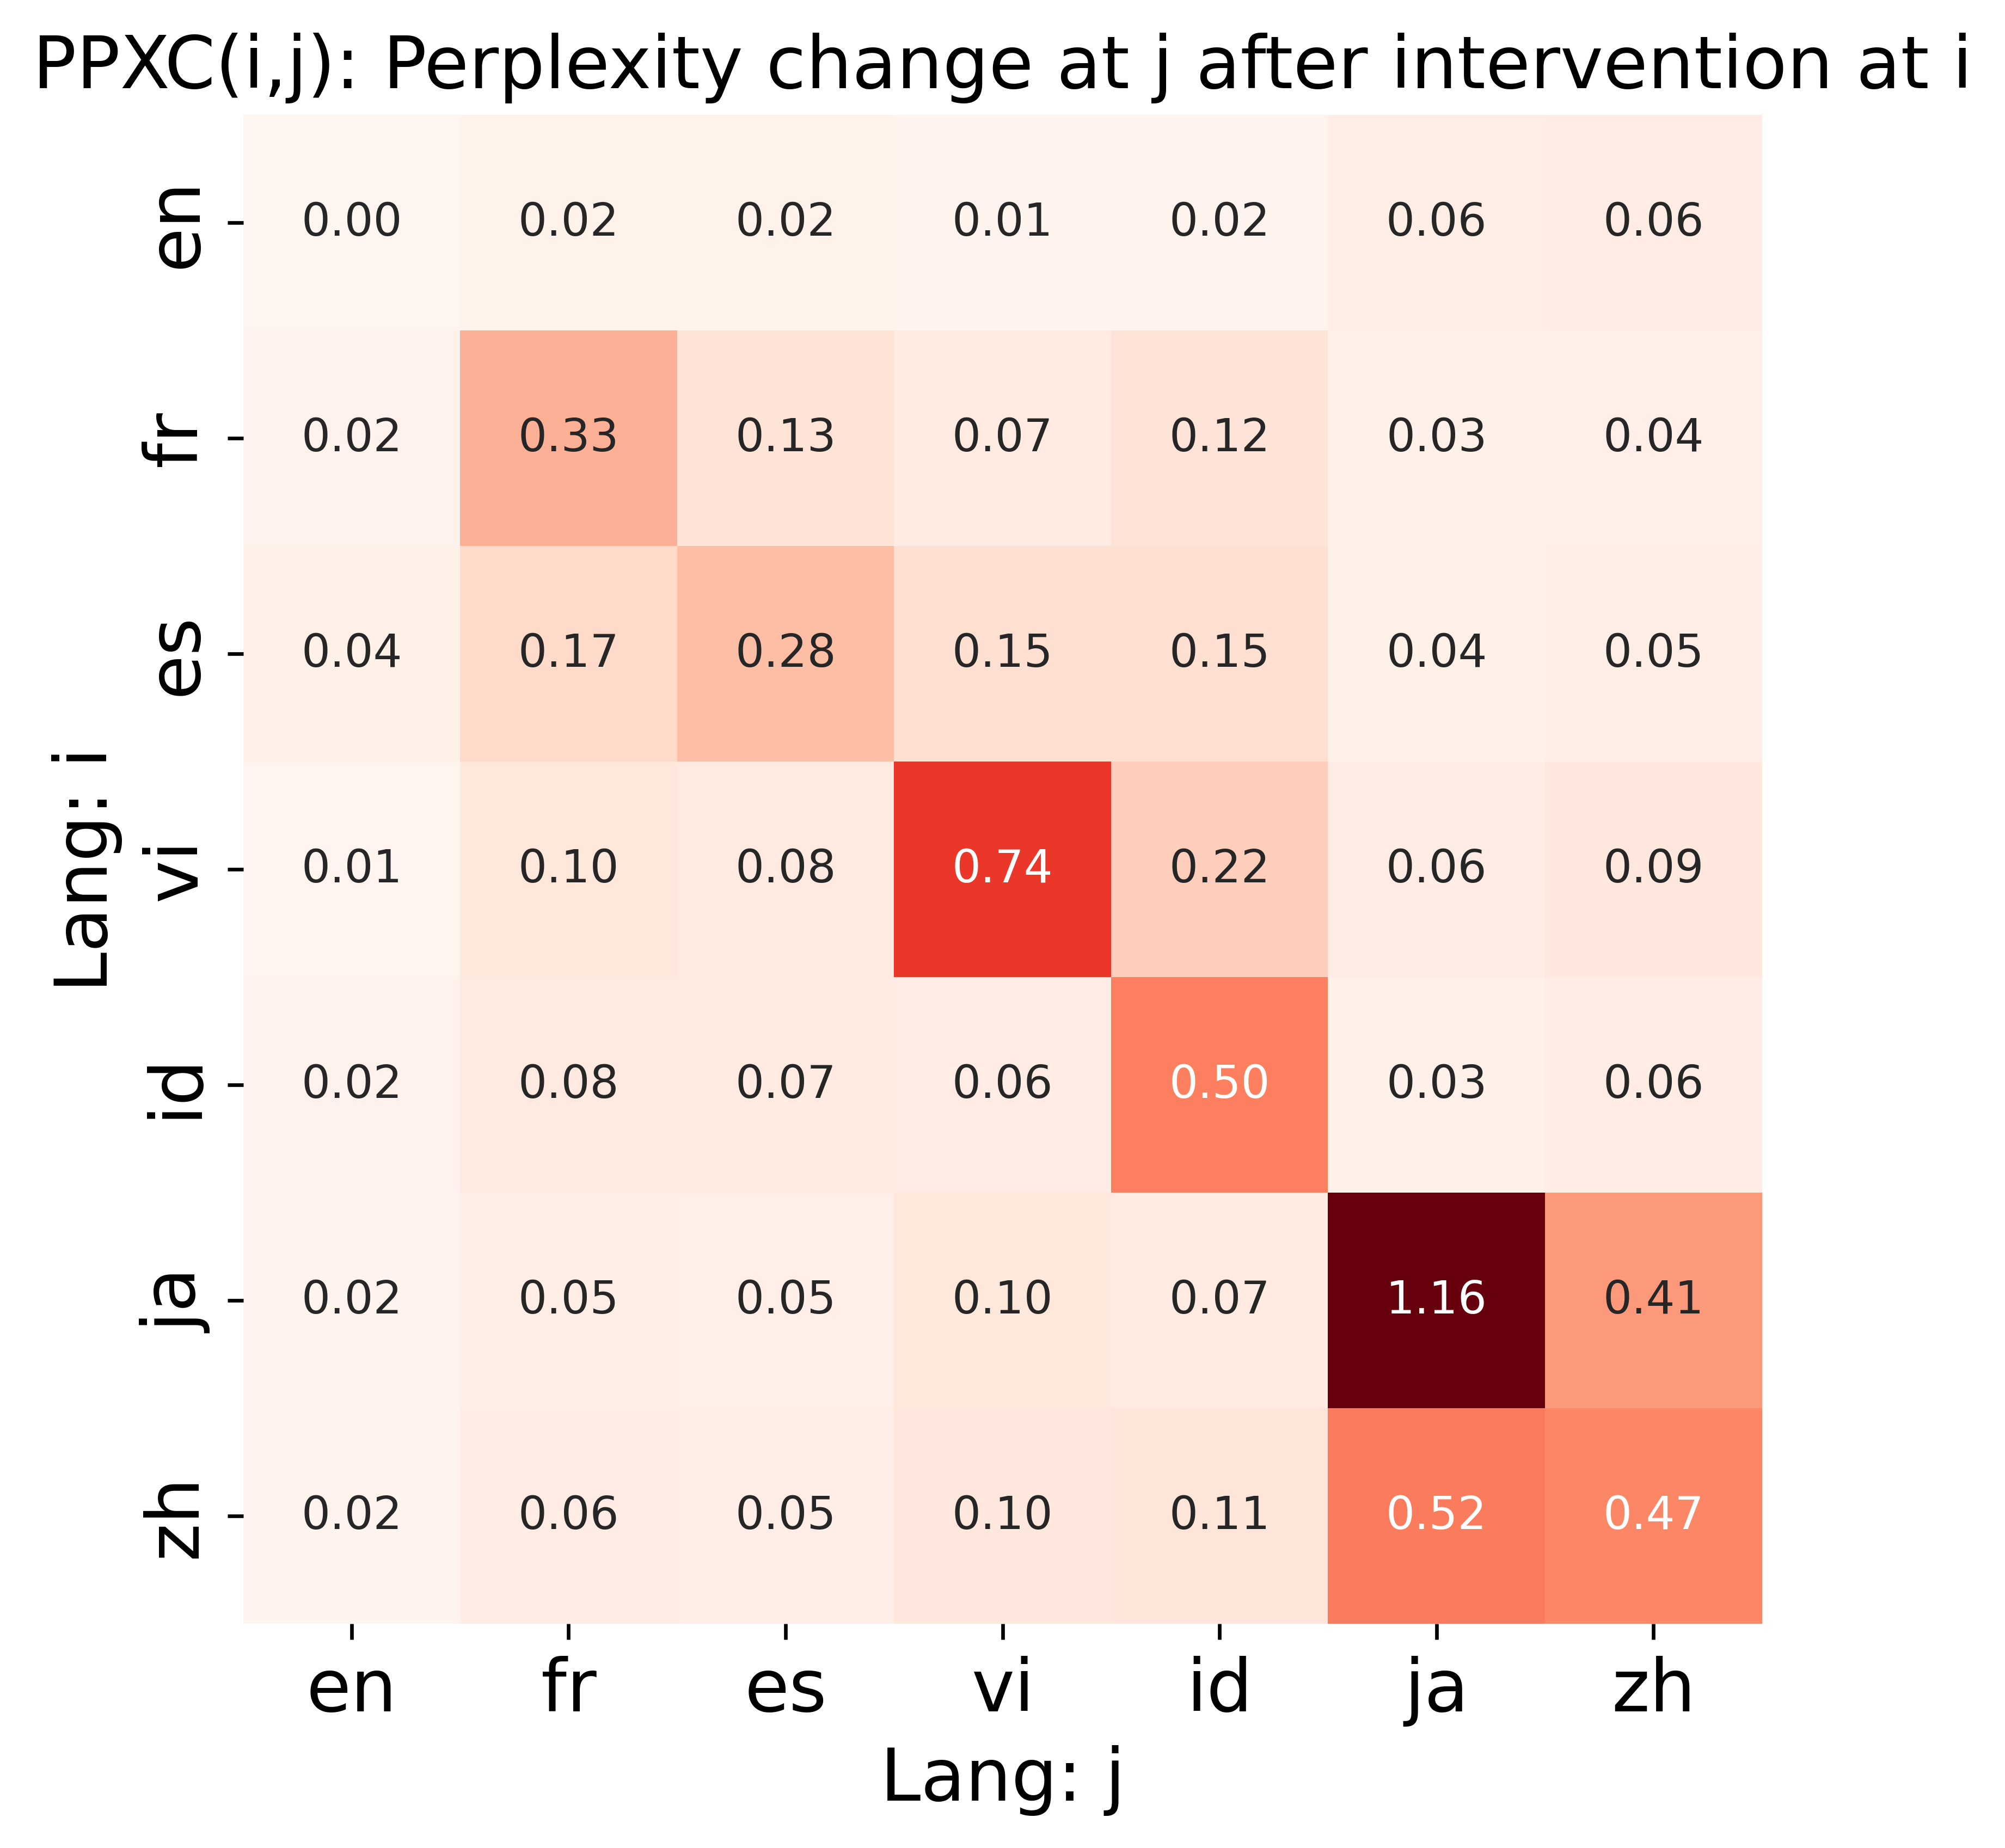 PPXC(i,j): Perplexity change at j after intervention at i
Lang: i
en 0.00 0.02 0.02 0.01 0.02 0.06 0.06
fr 0.02 0.33 0.13 0.07 0.12 0.03 0.04
es 0.04 0.17 0.28 0.15 0.15 0.04 0.05
vi 0.01 0.10 0.08 0.74 0.22 0.06 0.09
id 0.02 0.08 0.07 0.06 0.50 0.03 0.06
ja 0.02 0.05 0.05 0.10 0.07 1.16 0.41
zh 0.02 0.06 0.05 0.10 0.11 0.52 0.47
en fr es vi id ja zh
Lang: j